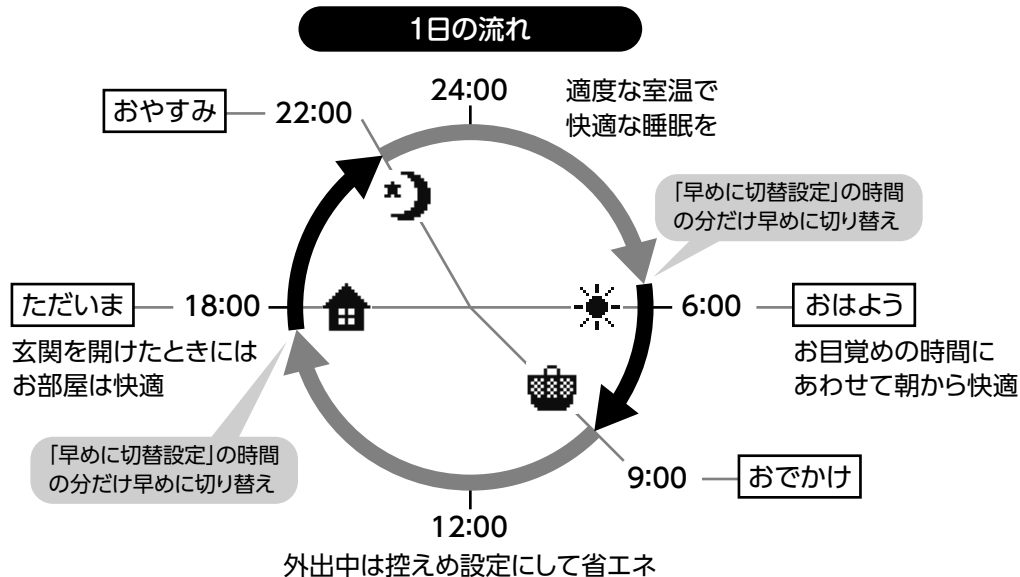 1日の流れ
24:00
適度な室温で
快適な睡眠を
おやすみ
22:00
「早めに切替設定」の時間
の分だけ早めに切り替え
ただいま
18:00
玄関を開けたときには
お部屋は快適
6:00
おはよう
お目覚めの時間に
あわせて朝から快適
「早めに切替設定」の時間
の分だけ早めに切り替え
9:00
おでかけ
12:00
外出中は控えめ設定にして省エネ